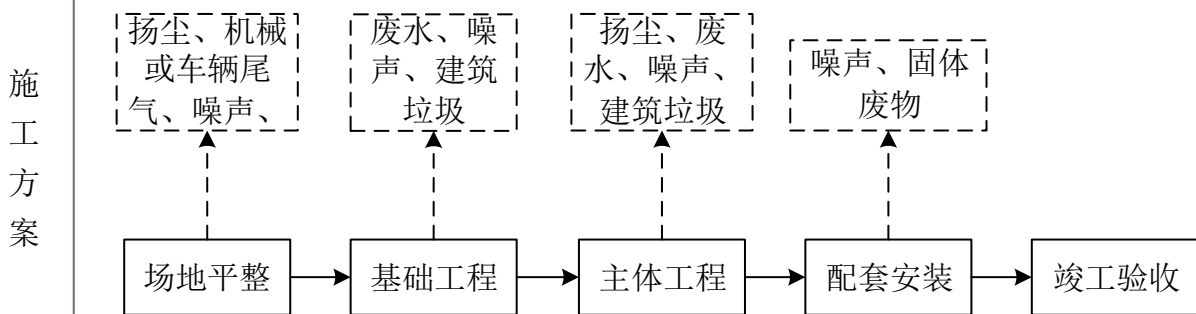 施
工
方
案
扬尘、机械
或车辆尾
气、噪声、
废水、噪
声、建筑
垃圾
扬尘、废
水、噪声、
建筑垃圾
噪声、固体
废物
场地平整
基础工程
主体工程
配套安装
竣工验收